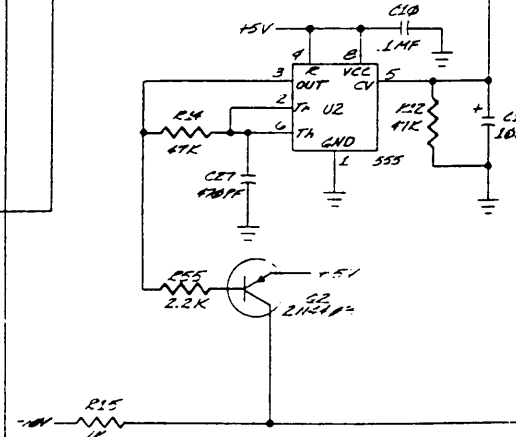 C10
+5V
.1MF
4
8
R
VCC
3
OUT
CV
5
2
Tr
U2
R14
6
Th
47K
R12
47K
GND
1
555
C27
470PF
R55
2.2K
+5V
Q2
R15